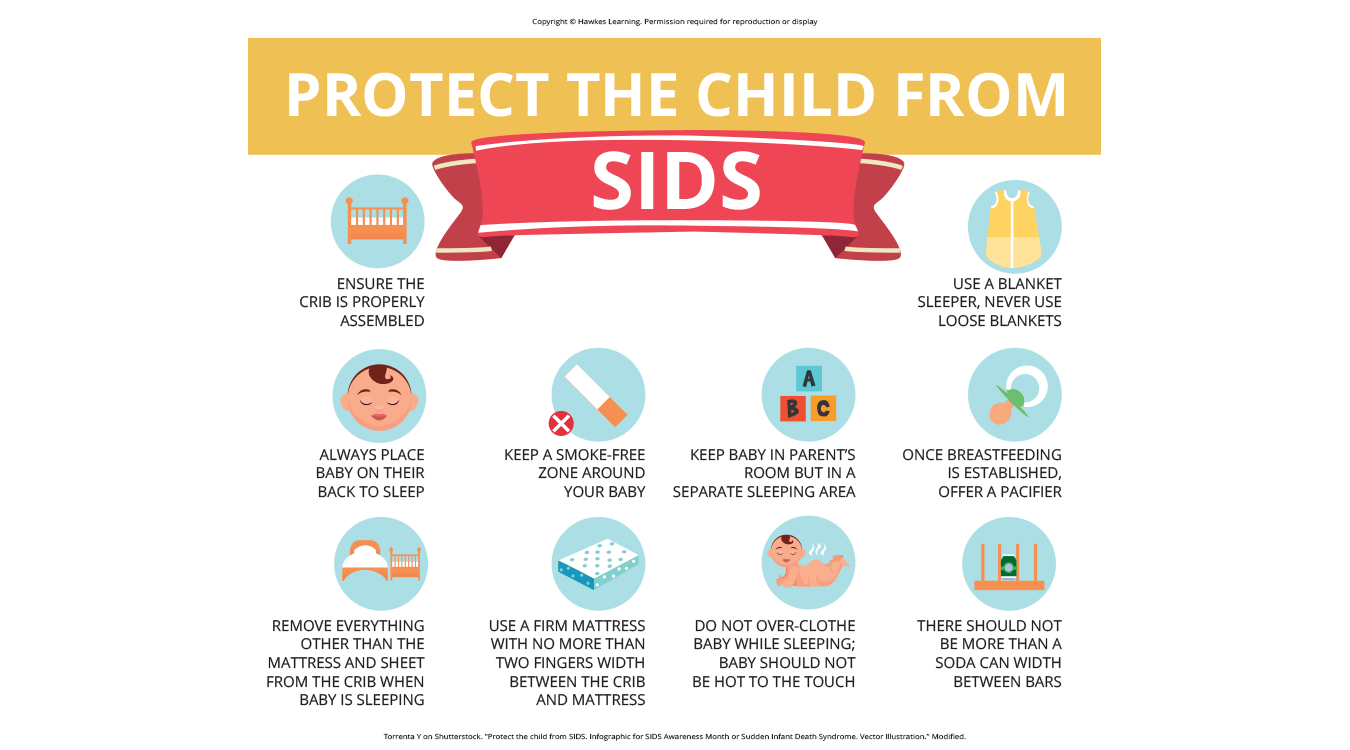 Copyright © Hawkes Learning. Permission required for reproduction or display
PROTECT THE CHILD FROM
SIDS
ENSURE THE
CRIB IS PROPERLY
ASSEMBLED
USE A BLANKET
SLEEPER, NEVER USE
LOOSE BLANKETS
ALWAYS PLACE
BABY ON THEIR
BACK TO SLEEP
KEEP A SMOKE-FREE
ZONE AROUND
YOUR BABY
A
B C
KEEP BABY IN PARENT’S
ROOM BUT IN A
SEPARATE SLEEPING AREA
ONCE BREASTFEEDING
IS ESTABLISHED,
OFFER A PACIFIER
REMOVE EVERYTHING
OTHER THAN THE
MATTRESS AND SHEET
FROM THE CRIB WHEN
BABY IS SLEEPING
USE A FIRM MATTRESS
WITH NO MORE THAN
TWO FINGERS WIDTH
BETWEEN THE CRIB
AND MATTRESS
DO NOT OVER-CLOTHE
BABY WHILE SLEEPING;
BABY SHOULD NOT
BE HOT TO THE TOUCH
THERE SHOULD NOT
BE MORE THAN A
SODA CAN WIDTH
BETWEEN BARS
Torrenta Y on Shutterstock. "Protect the child from SIDS. Infographic for SIDS Awareness Month or Sudden Infant Death Syndrome. Vector Illustration." Modified.